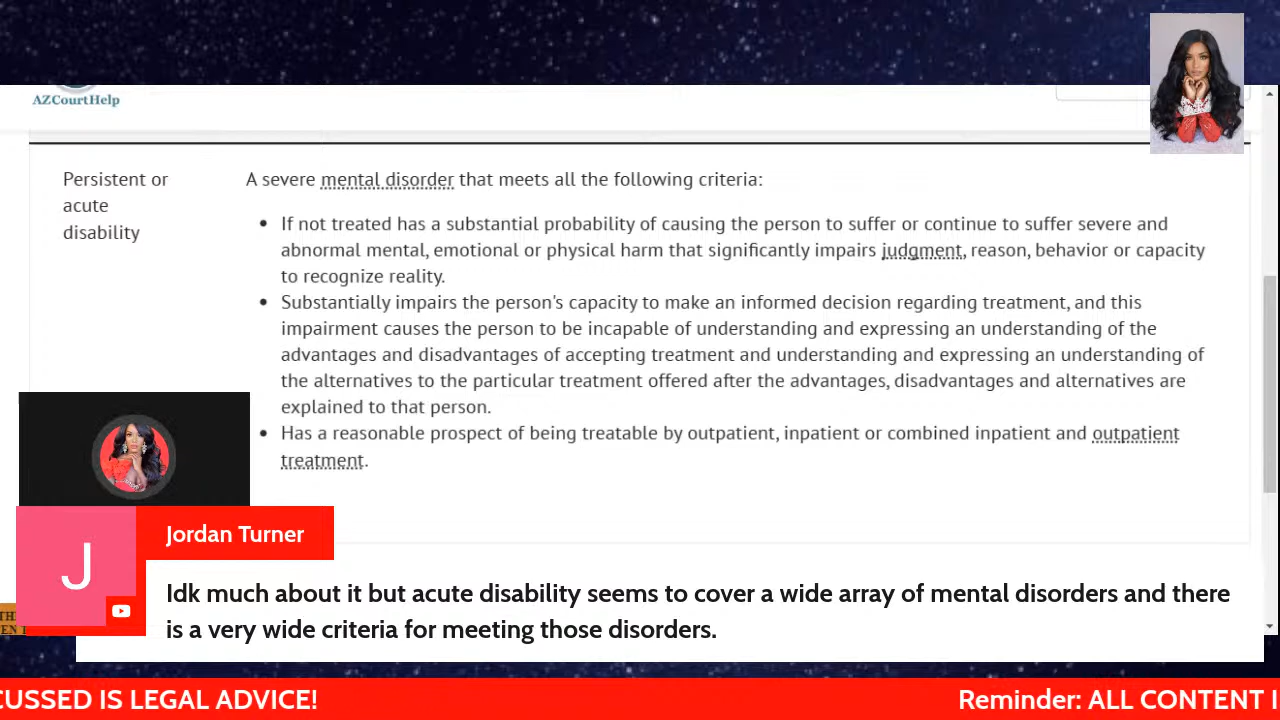 AZCourtHelp
Persistent or
acute
disability
A severe mental disorder that meets all the following criteria:
• If not treated has a substantial probability of causing the person to suffer or continue to suffer severe and
abnormal mental, emotional or physical harm that significantly impairs judgment, reason, behavior or capacity
to recognize reality.
• Substantially impairs the person's capacity to make an informed decision regarding treatment, and this
impairment causes the person to be incapable of understanding and expressing an understanding of the
advantages and disadvantages of accepting treatment and understanding and expressing an understanding of
the alternatives to the particular treatment offered after the advantages, disadvantages and alternatives are
explained to that person.
• Has a reasonable prospect of being treatable by outpatient, inpatient or combined inpatient and outpatient
treatment.
J
Jordan Turner
Idk much about it but acute disability seems to cover a wide array of mental disorders and there
is a very wide criteria for meeting those disorders.
CUSSED IS LEGAL ADVICE!
Reminder: ALL CONTENT I